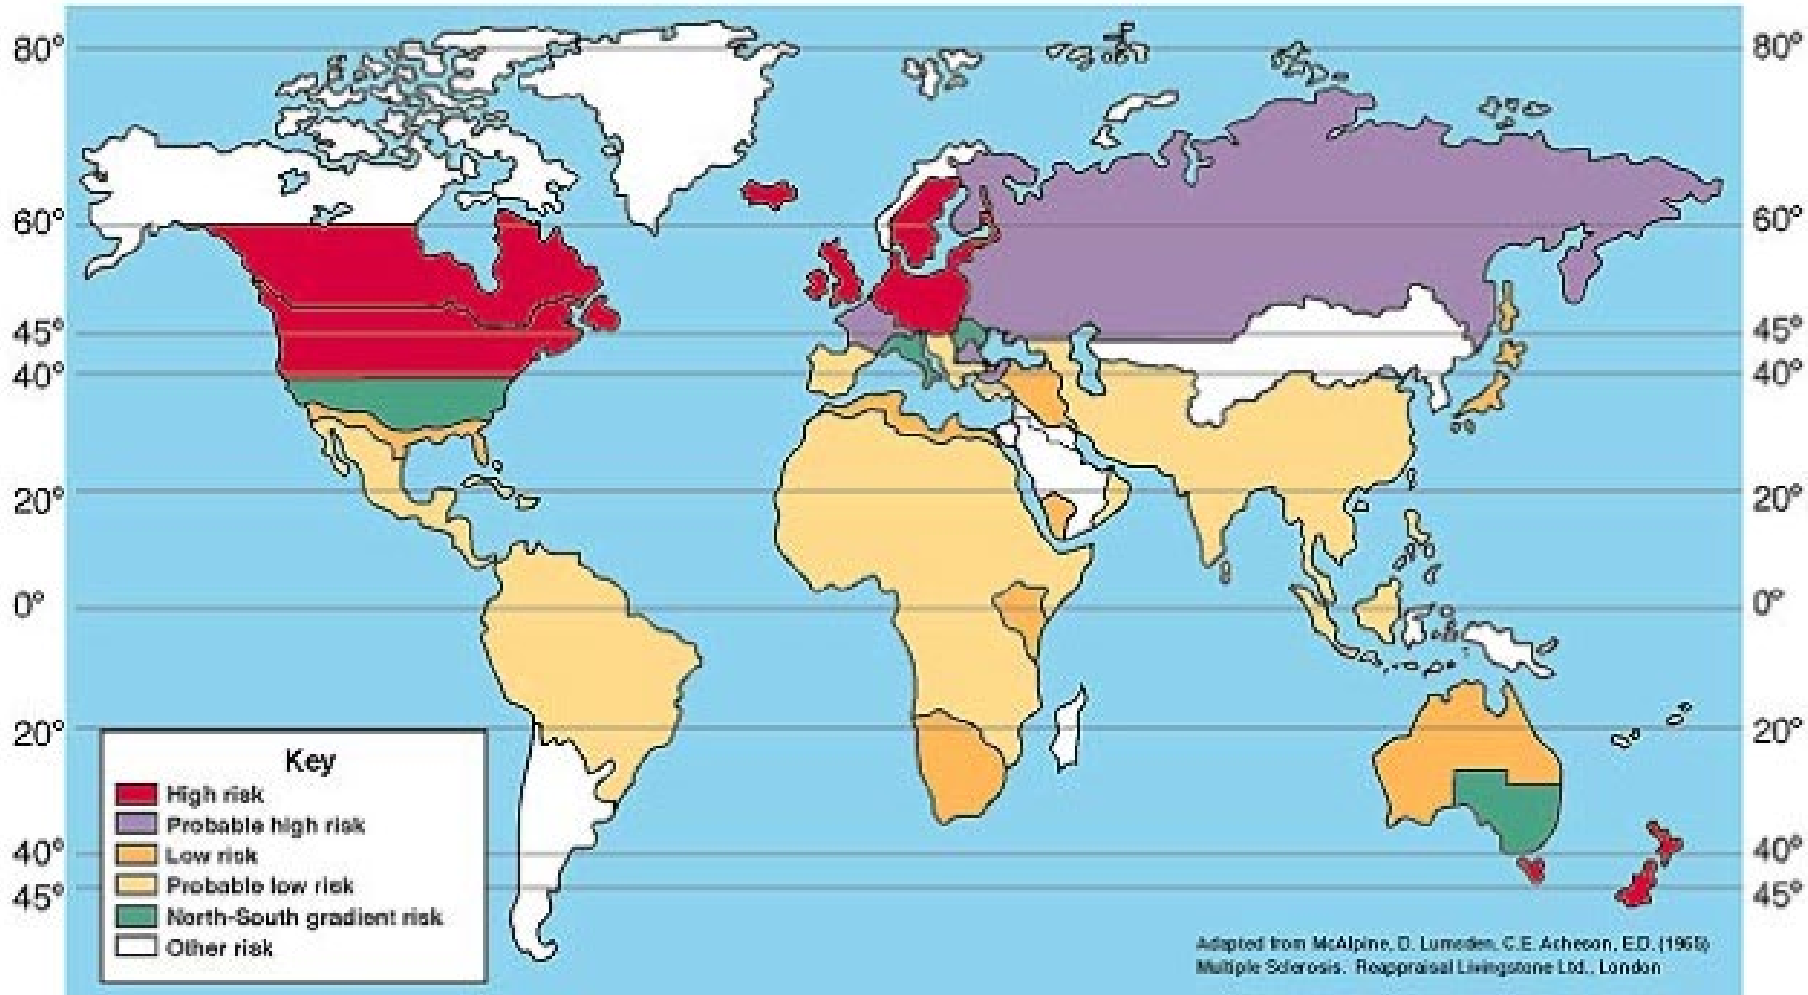 80° 80°
60° 60°
45° 45°
40° 40°
20° 20°
0° 0°
20° 20°
40° 40°
45° 45°
Key
High risk
Probable high risk
Low risk
Probable low risk
North-South gradient risk
Other risk
Adapted from McAlpine, D. Lumsden, C.E. Acheson, E.D. (1965)
Multiple Sclerosis. Reappraisal Livingstone Ltd., London